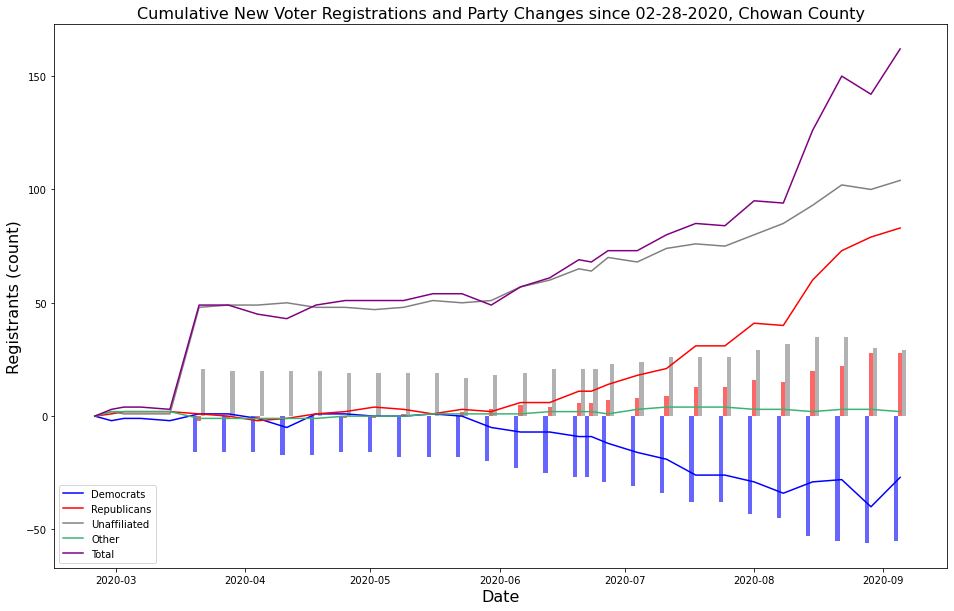 Cumulative New Voter Registrations and Party Changes since 02-28-2020, Chowan County
Registrants (count)
150
100
50
0
−50
Democrats
Republicans
Unaffiliated
Other
Total
2020-03 2020-04 2020-05 2020-06 2020-07 2020-08 2020-09
Date